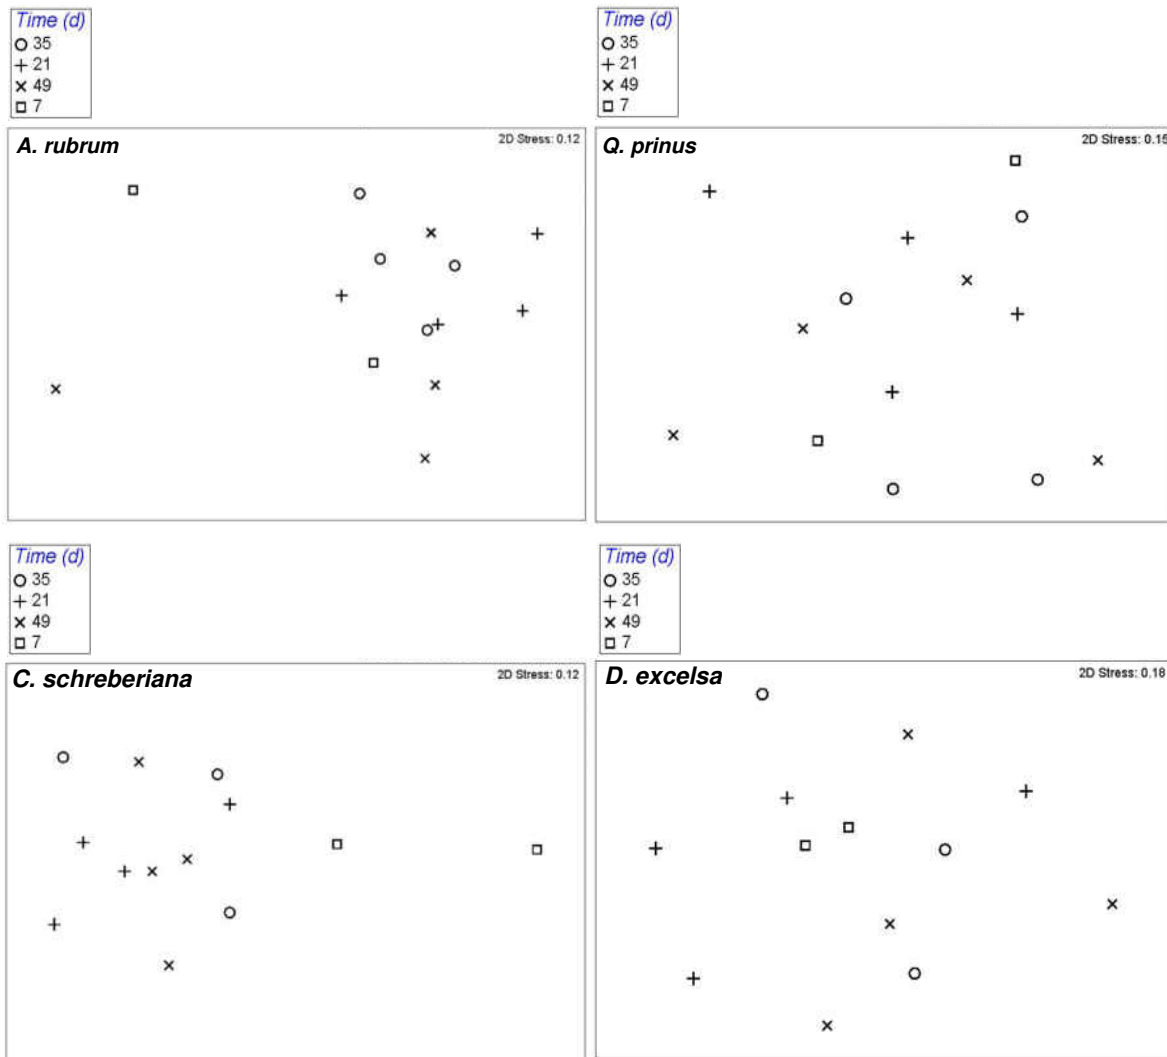 Time (d)
35
21
49
7
A. rubrum
2D Stress: 0.12
Time (d)
35
21
49
7
Q. prinus
2D Stress: 0.15
Time (d)
35
21
49
7
C. schreberiana
2D Stress: 0.12
Time (d)
35
21
49
7
D. excelsa
2D Stress: 0.18